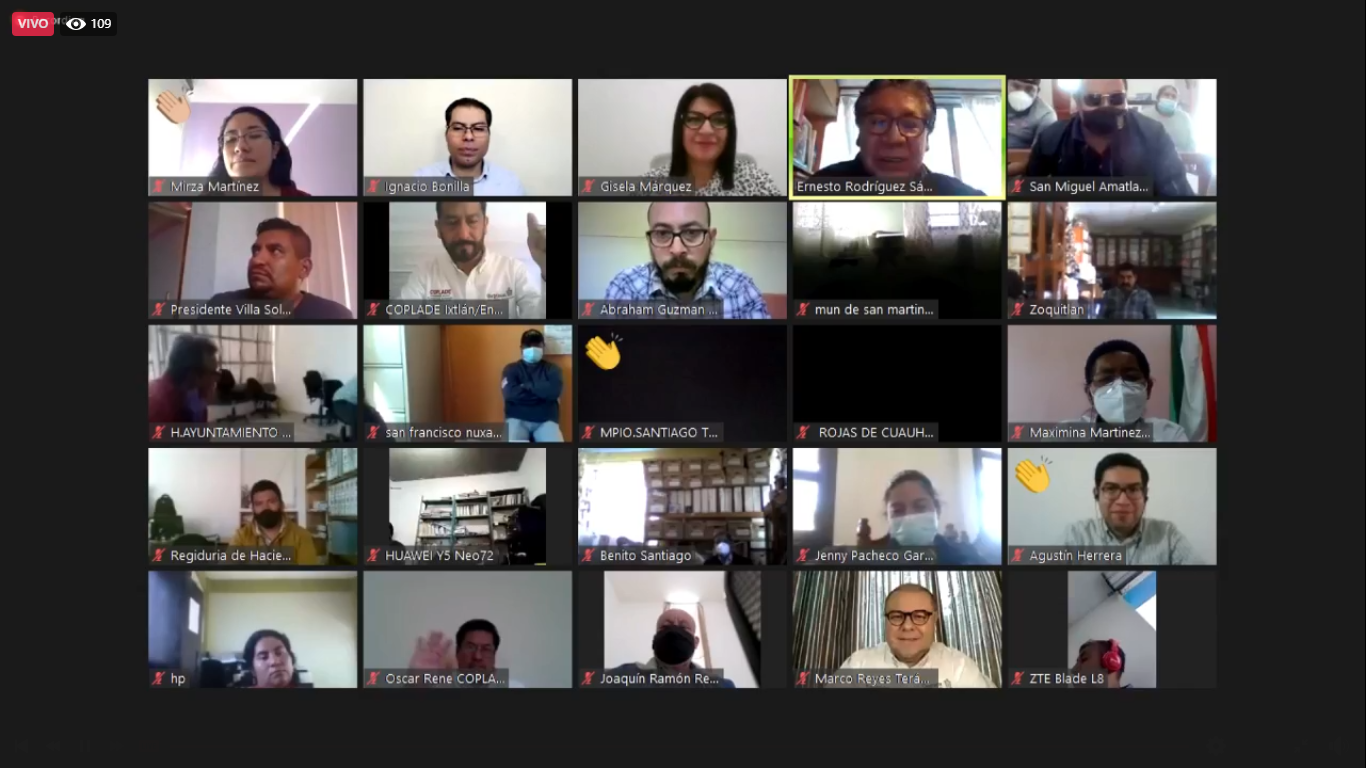 VIVO
109
Mirza Martínez
Ignacio Bonilla
Gisela Márquez
Ernesto Rodríguez Sá...
San Miguel Amatla...
Presidente Villa Sol...
COPLADE Ixtlán/En...
Abraham Guzman ...
mun de san martin...
Zoquitlan
H.AYUNTAMIENTO ...
san francisco nuxa...
MPIO.SANTIAGO T...
ROJAS DE CUAUH...
Maximina Martinez...
Regiduria de Hacie...
HUAWEI Y5 Neo72
Benito Santiago
Jenny Pacheco Gar...
Agustín Herrera
hp
Oscar Rene COPLA...
Joaquín Ramón Re...
Marco Reyes Terá...
ZTE Blade L8